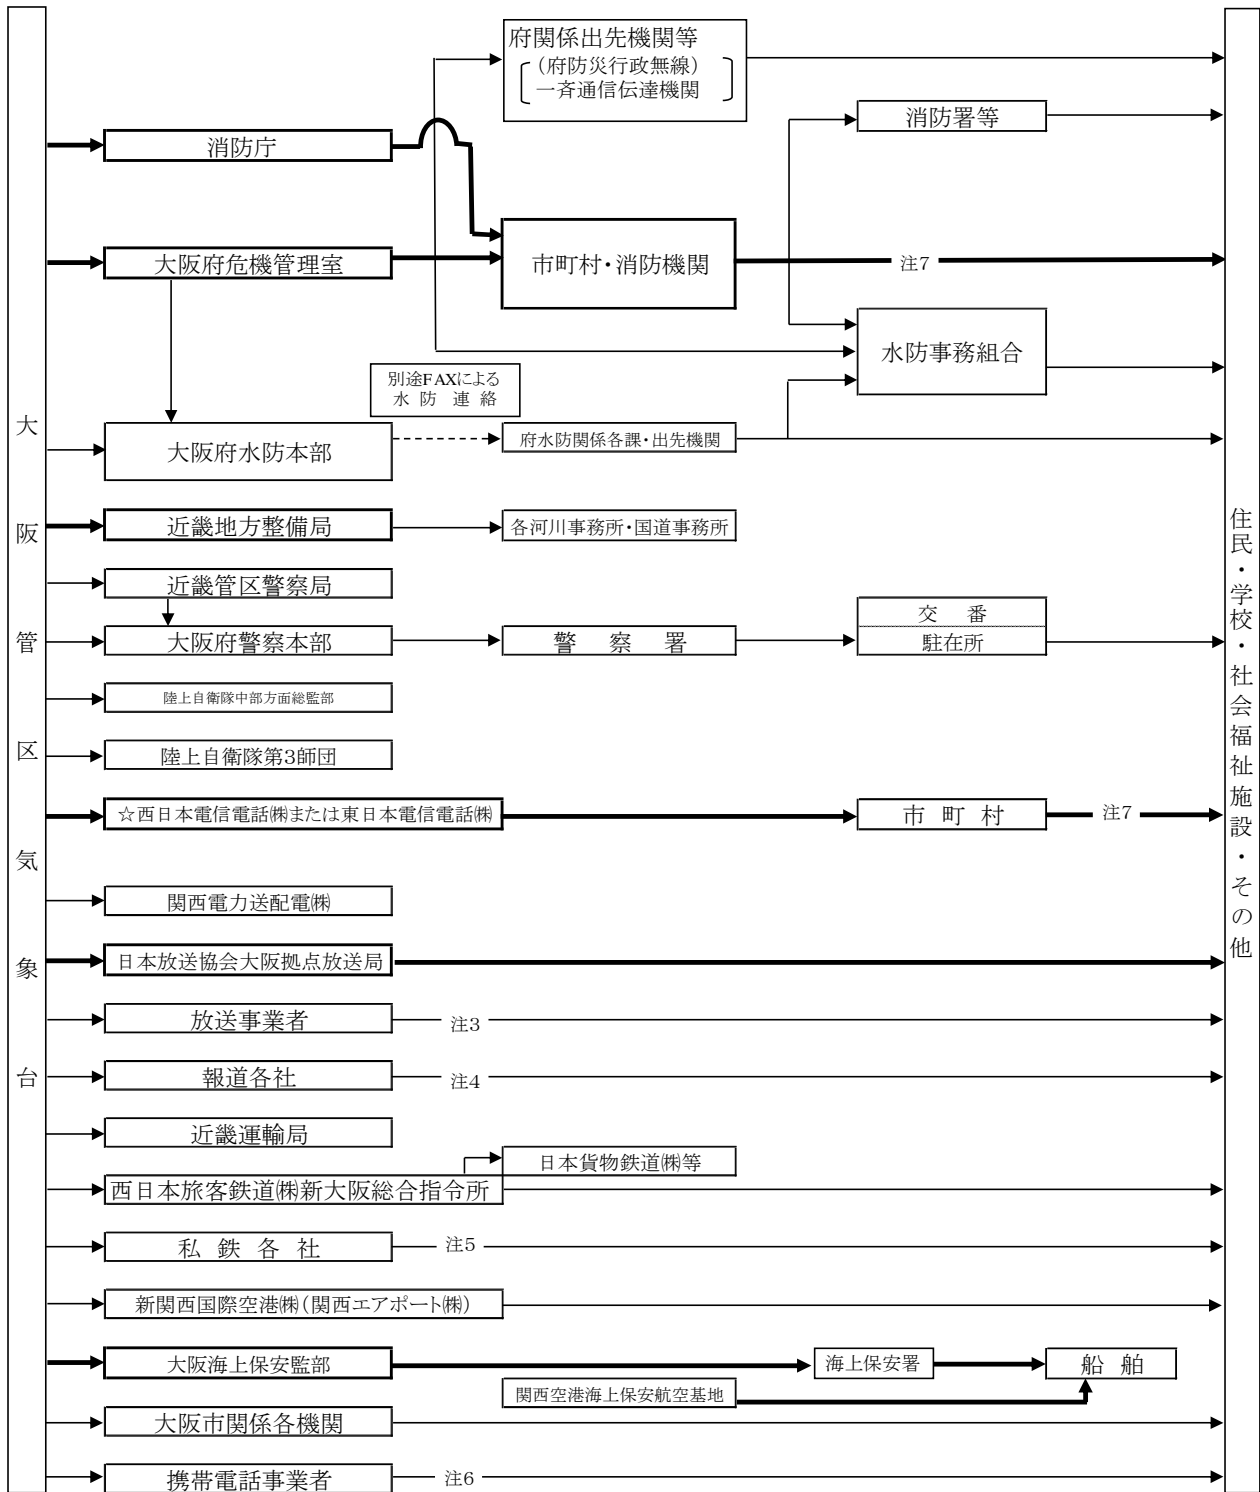 大阪管区気象台
府関係出先機関等
(府防災行政無線)
一斉通信伝達機関
消防署等
消防庁
大阪府危機管理室
市町村・消防機関
注7
水防事務組合
別途FAXによる
水 防 連 絡
大阪府水防本部
府水防関係各課・出先機関
近畿地方整備局
各河川事務所・国道事務所
近畿管区警察局
大阪府警察本部
警 察 署
交 番
駐在所
陸上自衛隊中部方面総監部
陸上自衛隊第3師団
☆西日本電信電話㈱または東日本電信電話㈱
市 町 村
注7
関西電力送配電㈱
日本放送協会大阪拠点放送局
放送事業者
注3
報道各社
注4
近畿運輸局
日本貨物鉄道㈱等
西日本旅客鉄道㈱新大阪総合指令所
私 鉄 各 社
注5
新関西国際空港㈱(関西エアポート㈱)
大阪海上保安監部
海上保安署
船 舶
関西空港海上保安航空基地
大阪市関係各機関
携帯電話事業者
注6
住民・学校・社会福祉施設・その他